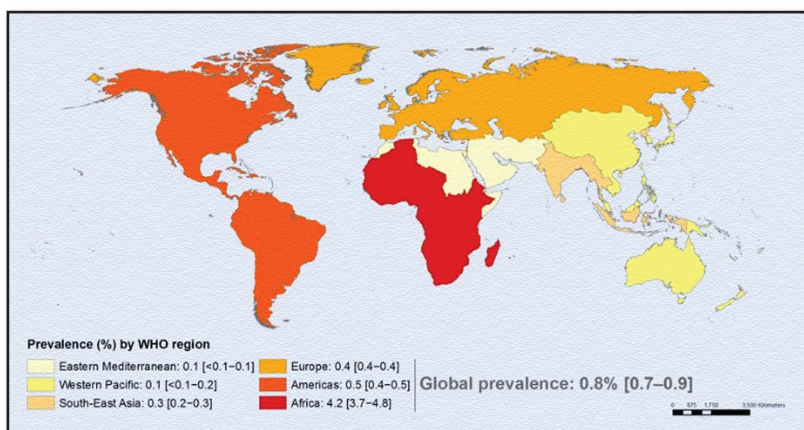 Prevalence (%) by WHO region
Eastern Mediterranean: 0.1 [<0.1–0.1]
Western Pacific: 0.1 [<0.1–0.2]
South-East Asia: 0.3 [0.2–0.3]
Europe: 0.4 [0.4–0.4]
Americas: 0.5 [0.4–0.5]
Africa: 4.2 [3.7–4.8]
Global prevalence: 0.8% [0.7–0.9]
0 875 1,750 3,500 Kilometers